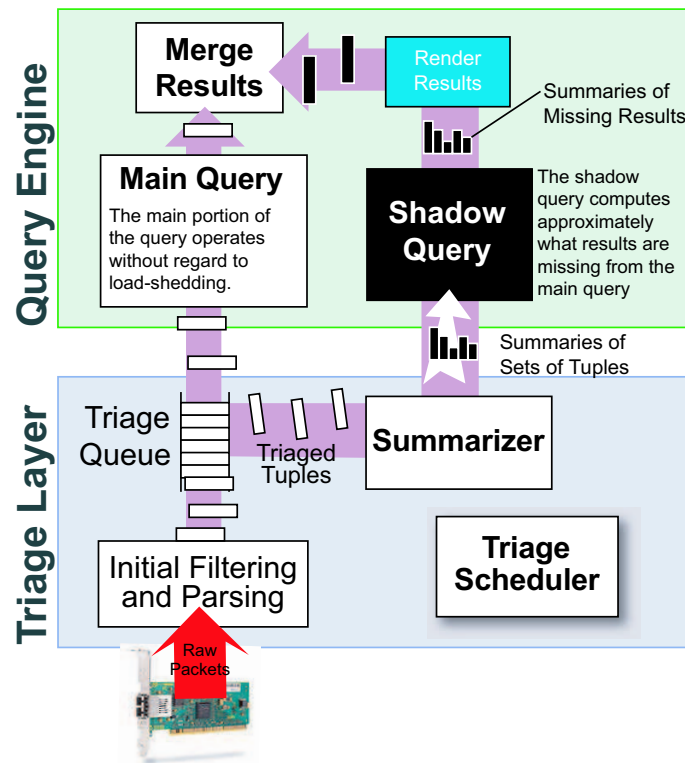 Query Engine
Merge
Results
Render
Results
Summaries of
Missing Results
Main Query
The main portion of
the query operates
without regard to
load-shedding.
Shadow
Query
The shadow
query computes
approximately
what results are
missing from the
main query
Summaries of
Sets of Tuples
Triage Layer
Triage
Queue
Triaged
Tuples
Summarizer
Initial Filtering
and Parsing
Triage
Scheduler
Raw
Packets